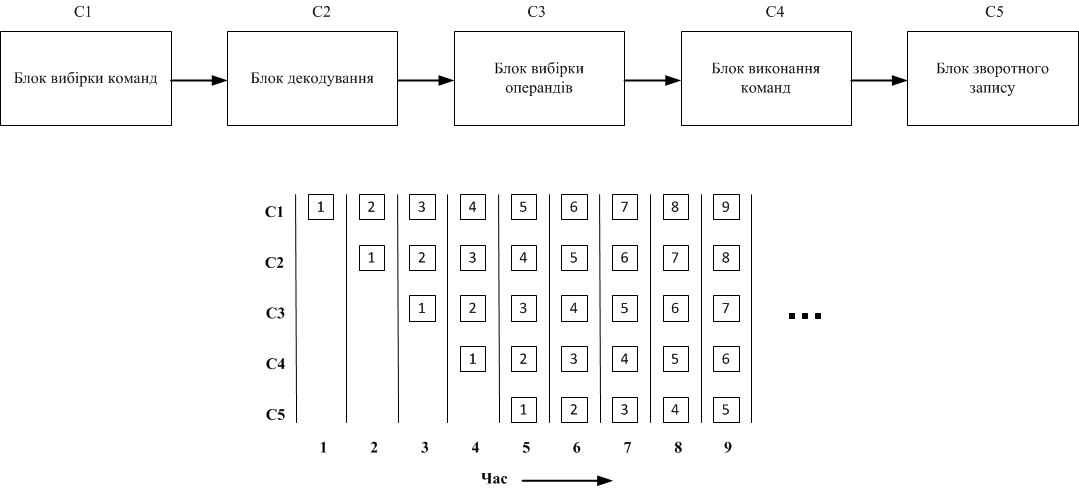 C1 C2 C3 C4 C5
Блок вибірки команд
Блок декодування
Блок вибірки
операндів
Блок виконання
команд
Блок зворотного
запису
C1 1 2 3 4 5 6 7 8 9
C2 1 2 3 4 5 6 7 8
C3 1 2 3 4 5 6 7
C4 1 2 3 4 5 6
C5 1 2 3 4 5
...
1 2 3 4 5 6 7 8 9
Час